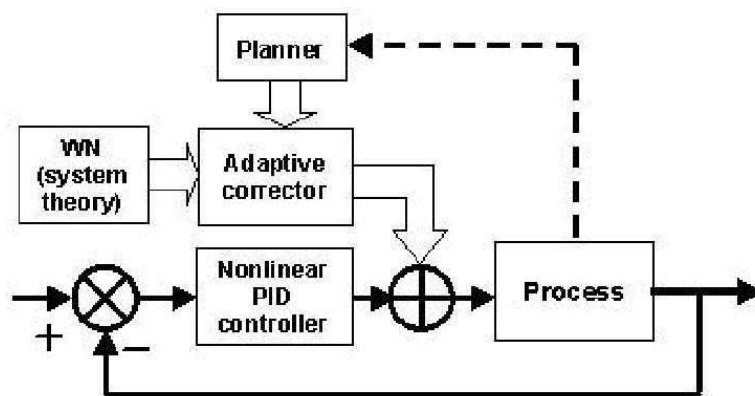 Planner
WN
(system
theory)
Adaptive
corrector
Nonlinear
PID
controller
Process
+
−